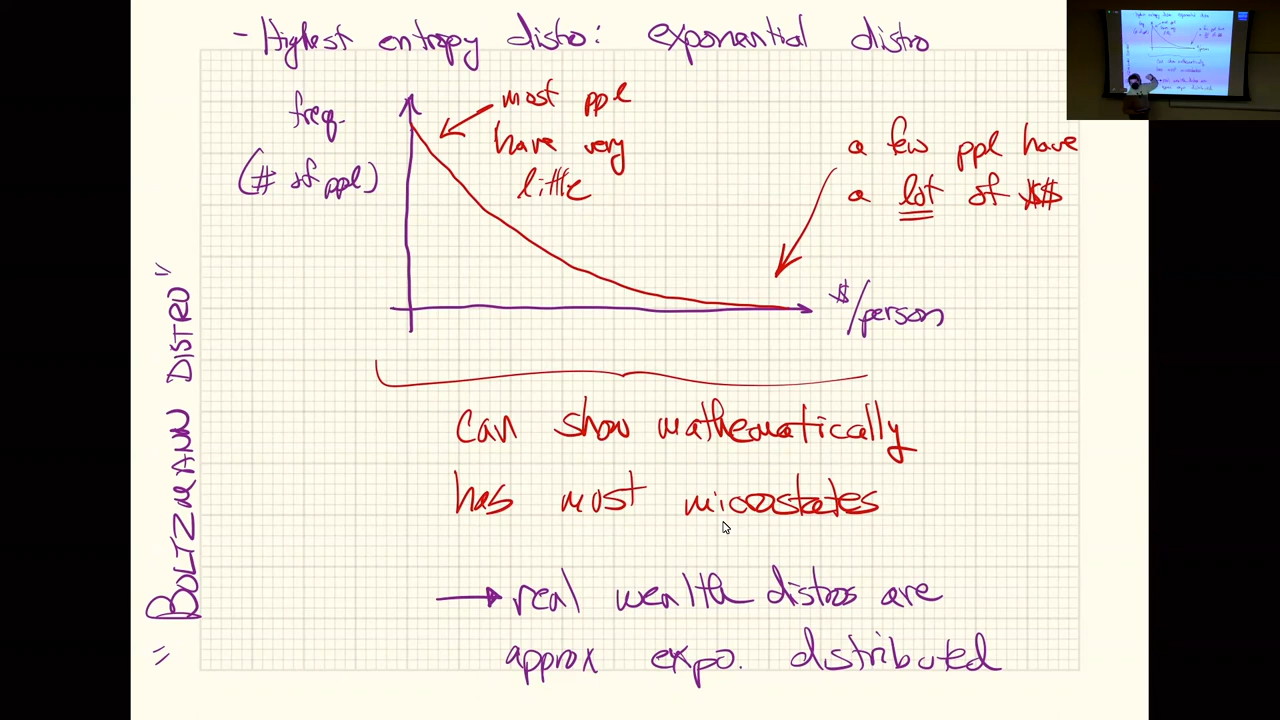 - Highest entropy disto: exponential distro
freq.
(# of ppl)
most ppl
have very
little
a few ppl have
a lot of $$
$/person
can show mathematically
has most microstates
→ real wealth distros are
approx expo. distributed
= BOLTZMANN DISTRO"